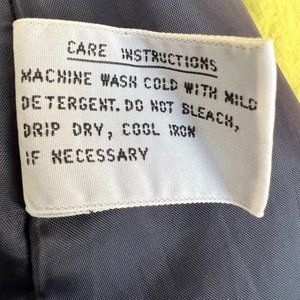 CARE INSTRUCTIONS
MACHINE WASH COLD WITH MILD
DETERGENT. DO NOT BLEACH,
DRIP DRY, COOL IRON
IF NECESSARY